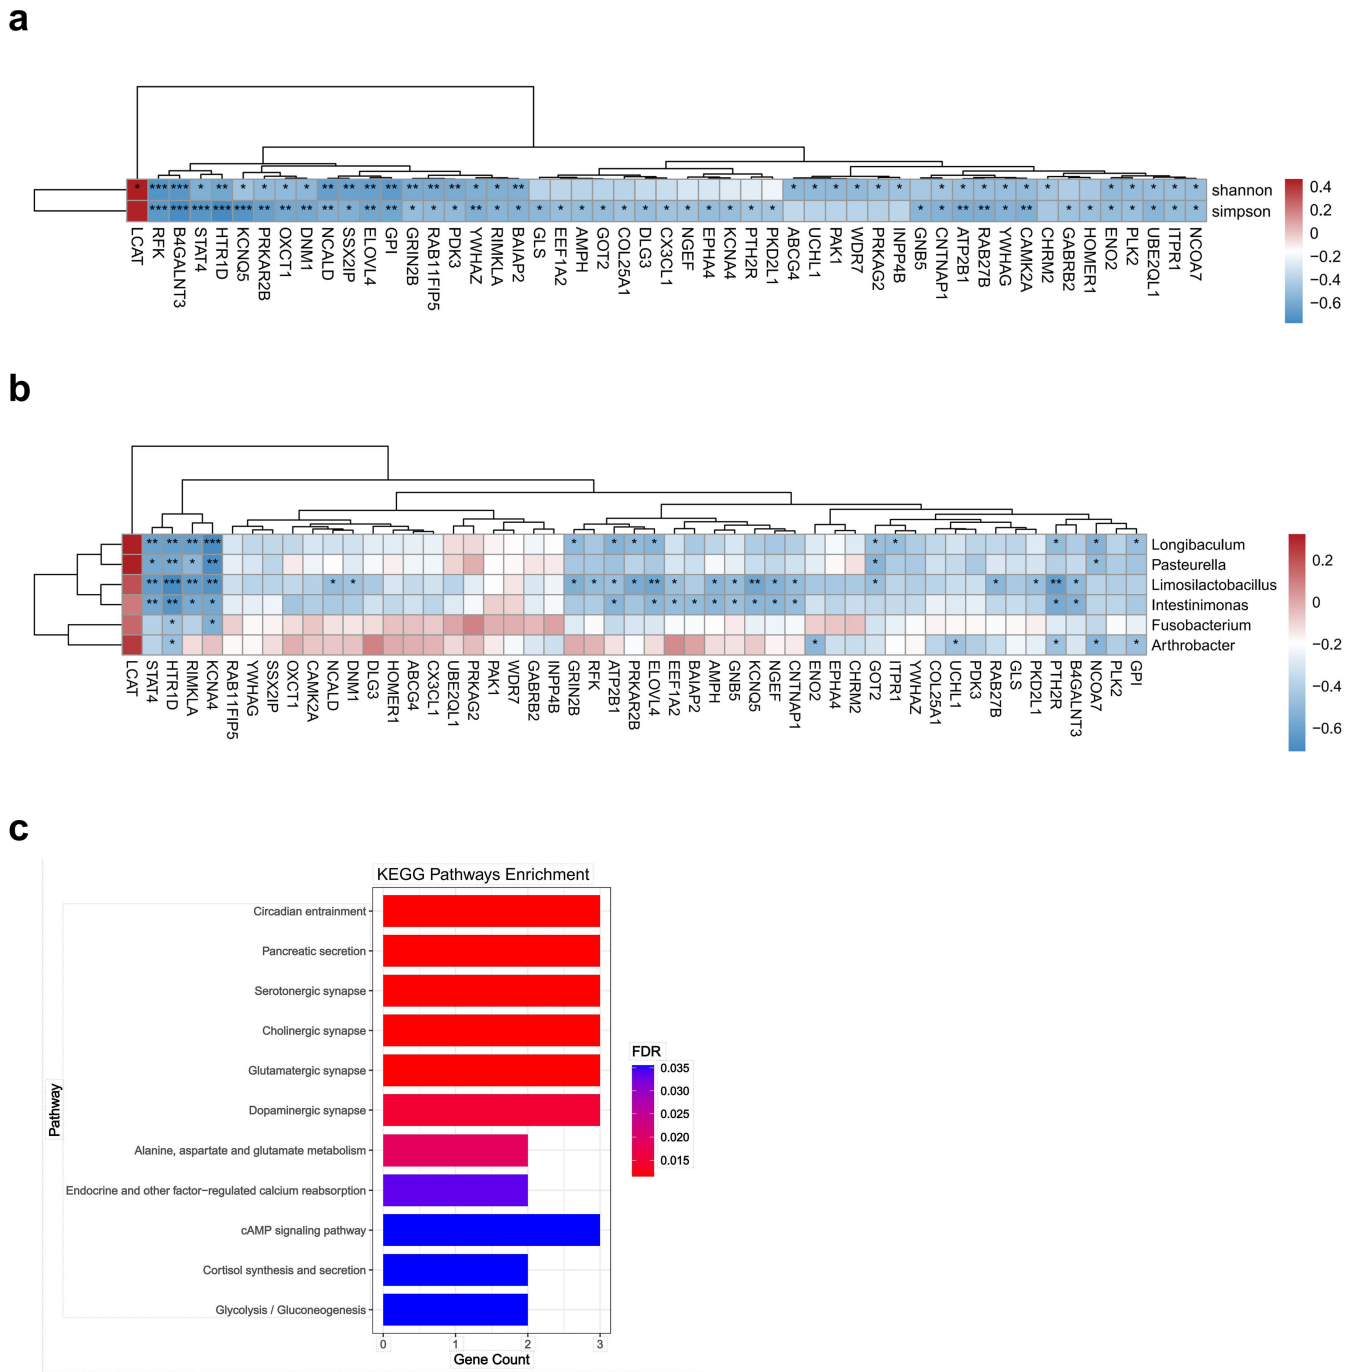 a
* *** *** * ** * * * * ** ** ** ** ** ** ** * * ** * * * * * * * * * * * * * * * * *
shannon
0.4
*** *** *** *** *** ** ** ** ** * ** ** * * * ** * * * * * * * * * * * * * * * * ** ** * ** * * * * * * *
simpson
0.2
0
−0.2
−0.4
−0.6
LCAT RFK B4GALNT3 STAT4 HTR1D KCNQ5 PRKAR2B OXCT1 DNM1 NCALD SSX2IP ELOVL4 GPI GRIN2B RAB11FIP5 PDK3 YWHAZ RIMKLA BAIAP2 GLS EEF1A2 AMPH GOT2 COL25A1 DLG3 CX3CL1 NGEF EPHA4 KCNA4 PTH2R PKD2L1 ABCG4 UCHL1 PAK1 WDR7 PRKAG2 INPP4B GNB5 CNTNAP1 ATP2B1 RAB27B YWHAG CAMK2A CHRM2 GABRB2 HOMER1 ENO2 PLK2 UBE2QL1 ITPR1 NCOA7
b
** ** ** *** * * * * * * * * *
Longibaculum
* ** * ** * *
Pasteurella
** *** ** ** * * * * * * ** * * * ** * * * * * ** *
Limosilactobacillus
** ** * * * * * * * * * * * *
Intestinimonas
* *
Fusobacterium
* * * * * *
Arthrobacter
0.2
0
−0.2
−0.4
−0.6
LCAT STAT4 HTR1D RIMKLA KCNA4 RAB11FIP5 YWHAG SSX2IP OXCT1 CAMK2A NCALD DNM1 DLG3 HOMER1 ABCG4 CX3CL1 UBE2QL1 PRKAG2 PAK1 WDR7 GABRB2 INPP4B GRIN2B RFK ATP2B1 PRKAR2B ELOVL4 EEF1A2 BAIAP2 AMPH GNB5 KCNQ5 NGEF CNTNAP1 ENO2 EPHA4 CHRM2 GOT2 ITPR1 YWHAZ COL25A1 UCHL1 PDK3 RAB27B GLS PKD2L1 PTH2R B4GALNT3 NCOA7 PLK2 GPI
c
KEGG Pathways Enrichment
Pathway
Circadian entrainment
Pancreatic secretion
Serotonergic synapse
Cholinergic synapse
Glutamatergic synapse
Dopaminergic synapse
Alanine, aspartate and glutamate metabolism
Endocrine and other factor−regulated calcium reabsorption
cAMP signaling pathway
Cortisol synthesis and secretion
Glycolysis / Gluconeogenesis
0 1 2 3
Gene Count
FDR
0.035
0.030
0.025
0.020
0.015